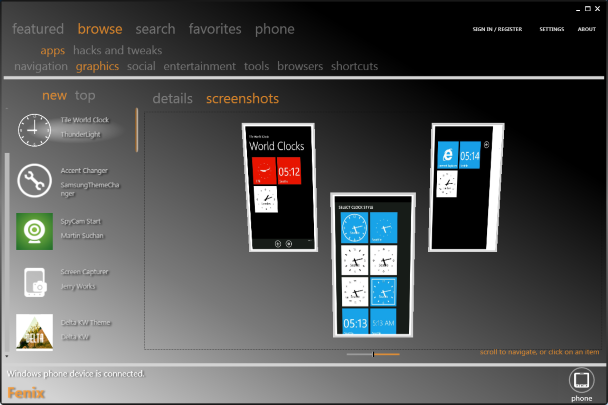 featured browse search favorites phone
SIGN IN / REGISTER SETTINGS ABOUT
apps hacks and tweaks
navigation graphics social entertainment tools browsers shortcuts
new top
details screenshots
Tile World Clock
ThunderLight
Accent Changer
SamsungThemeCha
nger
SpyCam Start
Martin Suchan
Screen Capturer
Jerry Works
Delta KW Theme
Delta KW
DELTA
Tile World Clock
World Clocks
05:12
05:14
SELECT CLOCK STYLE
05:13
5:13 AM
scroll to navigate, or click on an item
Windows phone device is connected.
Fenix
phone